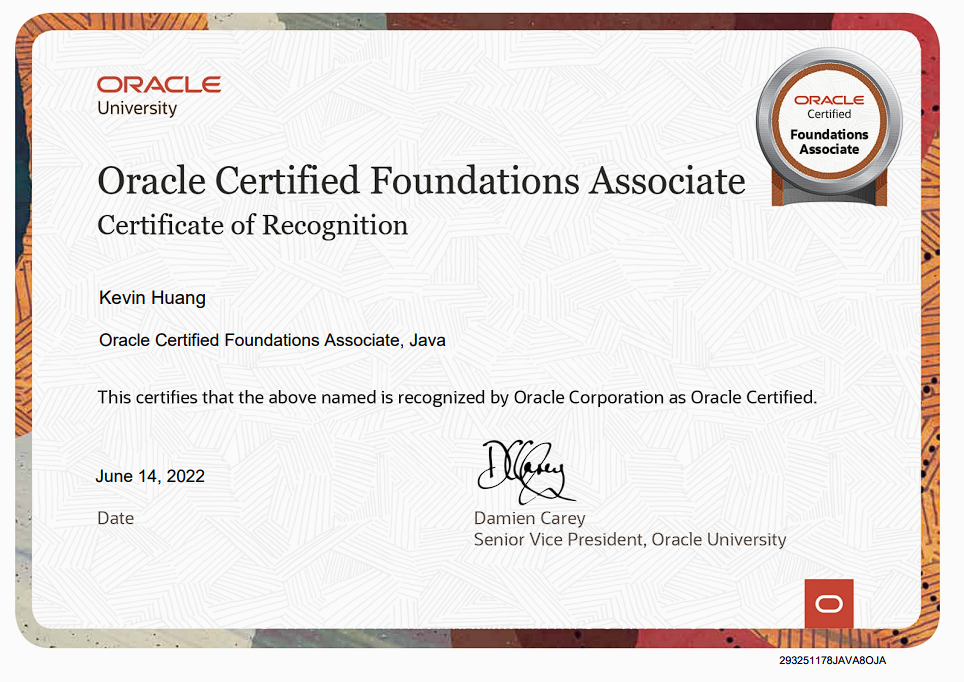 ORACLE
University
ORACLE
Certified
Foundations
Associate
Oracle Certified Foundations Associate
Certificate of Recognition
Kevin Huang
Oracle Certified Foundations Associate, Java
This certifies that the above named is recognized by Oracle Corporation as Oracle Certified.
DCarey
June 14, 2022
Date
Damien Carey
Senior Vice President, Oracle University
293251178JAVA8OJA